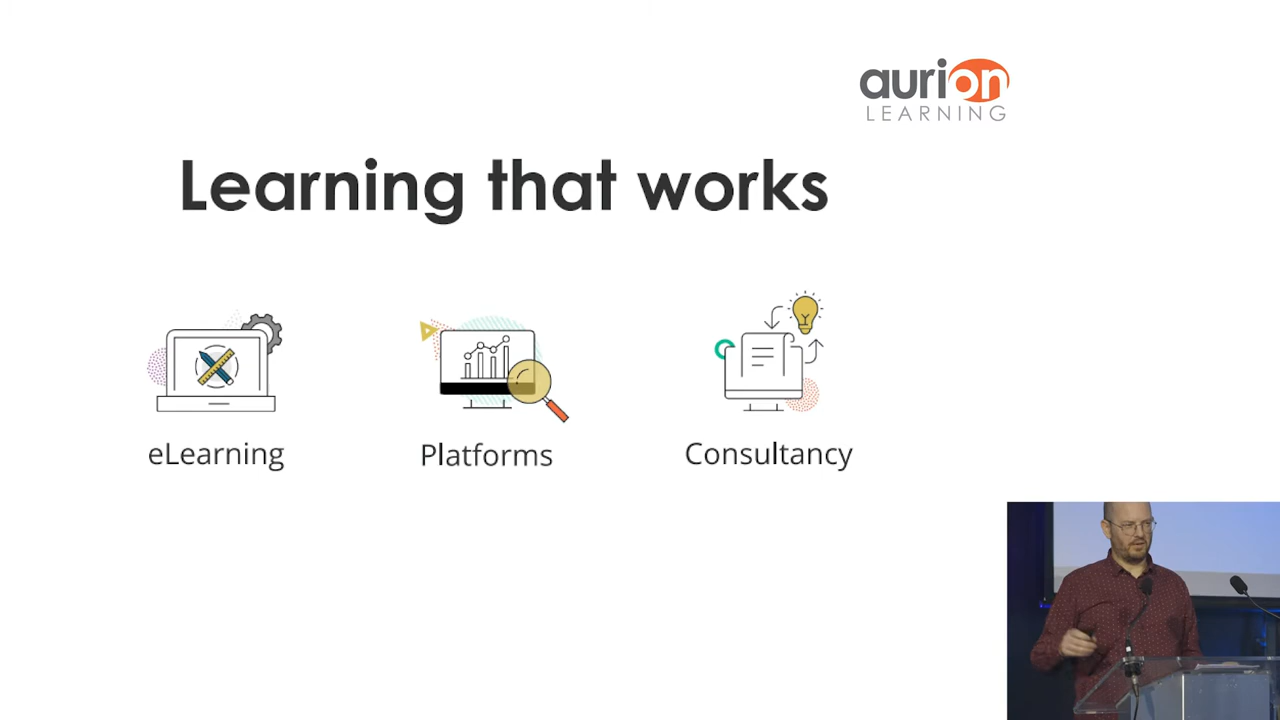 aurion
LEARNING
Learning that works
eLearning
Platforms
Consultancy